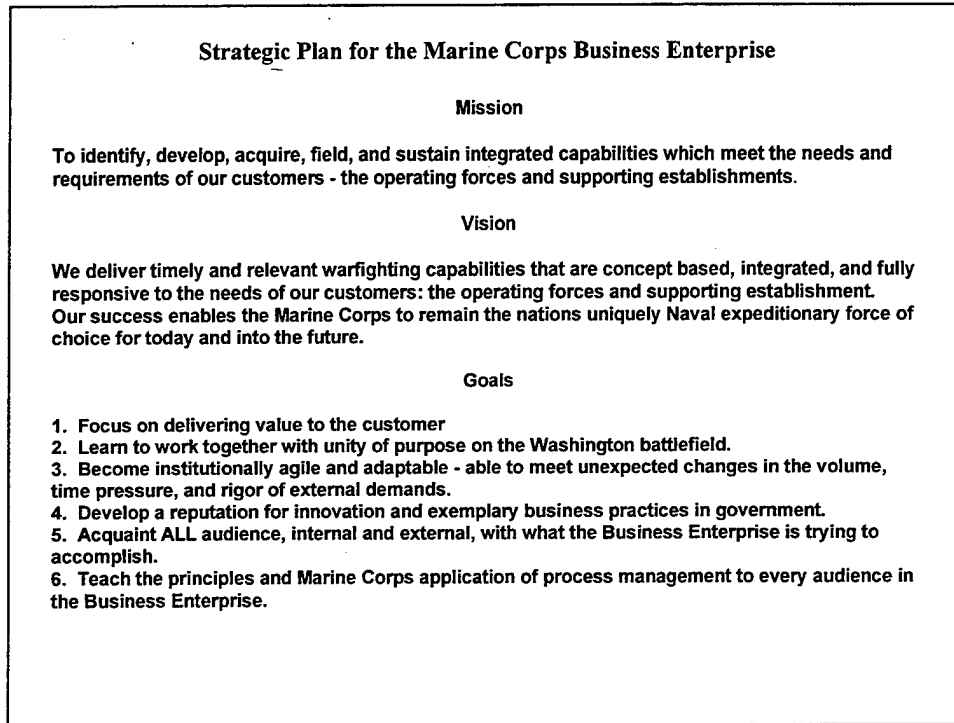 Strategic Plan for the Marine Corps Business Enterprise
Mission
To identify, develop, acquire, field, and sustain integrated capabilities which meet the needs and
requirements of our customers - the operating forces and supporting establishments.
Vision
We deliver timely and relevant warfighting capabilities that are concept based, integrated, and fully
responsive to the needs of our customers: the operating forces and supporting establishment.
Our success enables the Marine Corps to remain the nations uniquely Naval expeditionary force of
choice for today and into the future.
Goals
1. Focus on delivering value to the customer
2. Learn to work together with unity of purpose on the Washington battlefield.
3. Become institutionally agile and adaptable - able to meet unexpected changes in the volume,
time pressure, and rigor of external demands.
4. Develop a reputation for innovation and exemplary business practices in government.
5. Acquaint ALL audience, internal and external, with what the Business Enterprise is trying to
accomplish.
6. Teach the principles and Marine Corps application of process management to every audience in
the Business Enterprise.